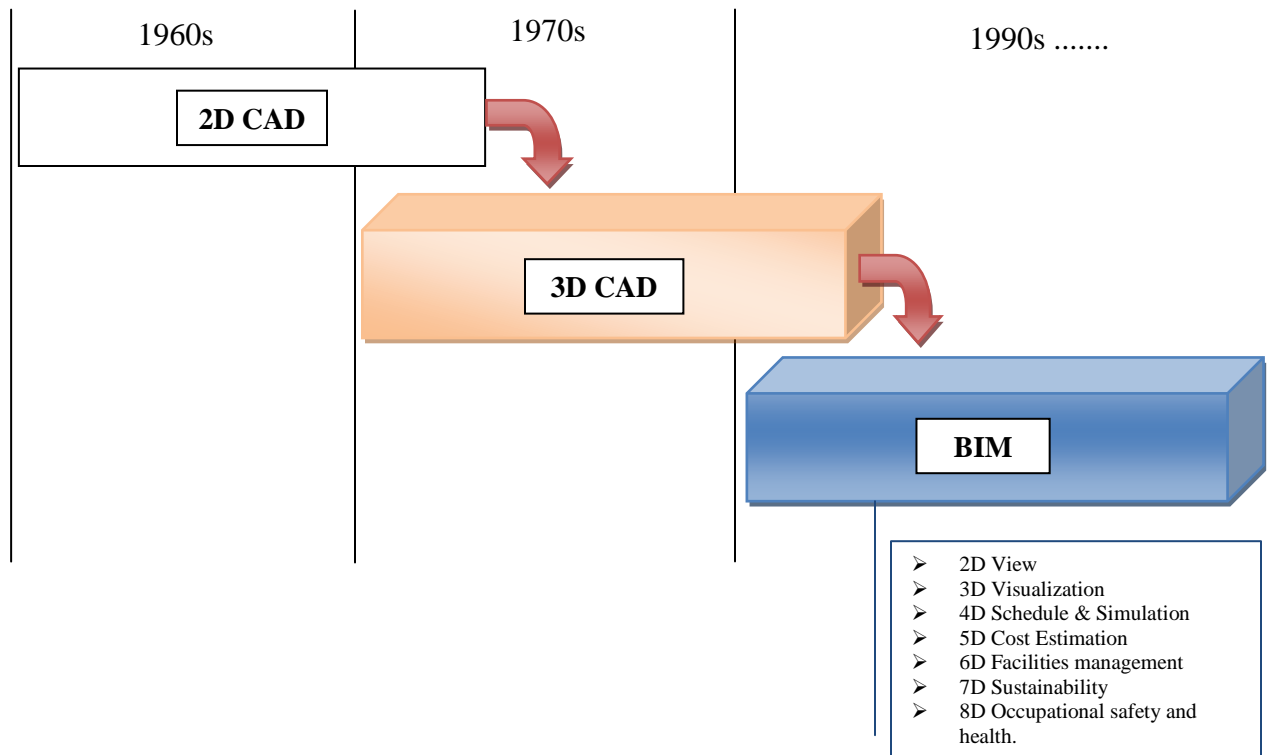 1960s
1970s
1990s .......
2D CAD
3D CAD
BIM
➢ 2D View
➢ 3D Visualization
➢ 4D Schedule & Simulation
➢ 5D Cost Estimation
➢ 6D Facilities management
➢ 7D Sustainability
➢ 8D Occupational safety and
health.